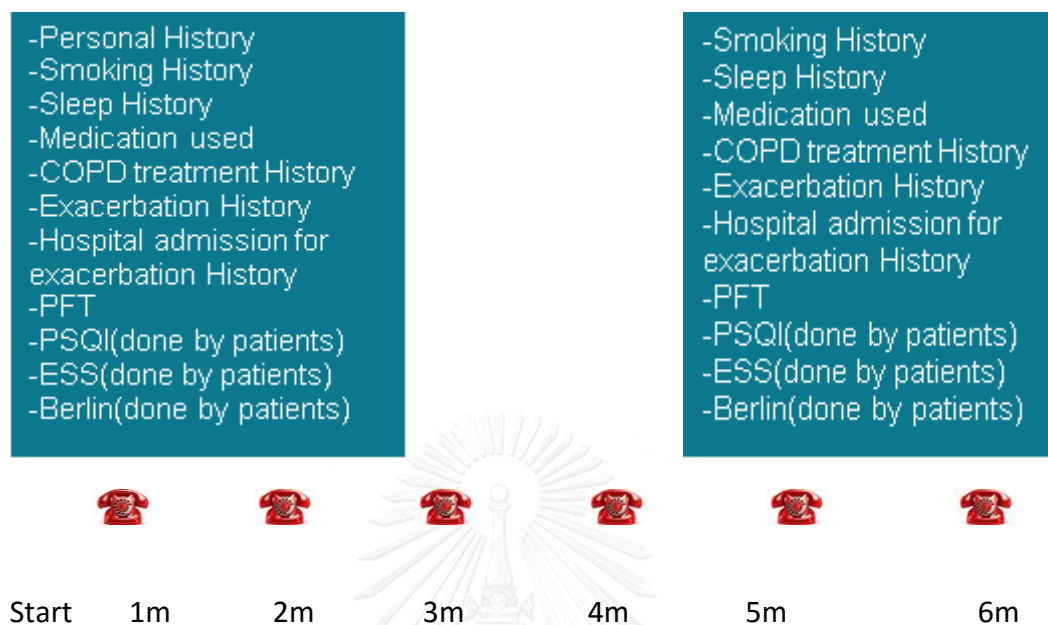 -Personal History
-Smoking History
-Sleep History
-Medication used
-COPD treatment History
-Exacerbation History
-Hospital admission for
exacerbation History
-PFT
-PSQI(done by patients)
-ESS(done by patients)
-Berlin(done by patients)
-Smoking History
-Sleep History
-Medication used
-COPD treatment History
-Exacerbation History
-Hospital admission for
exacerbation History
-PFT
-PSQI(done by patients)
-ESS(done by patients)
-Berlin(done by patients)
Start 1m 2m 3m 4m 5m 6m